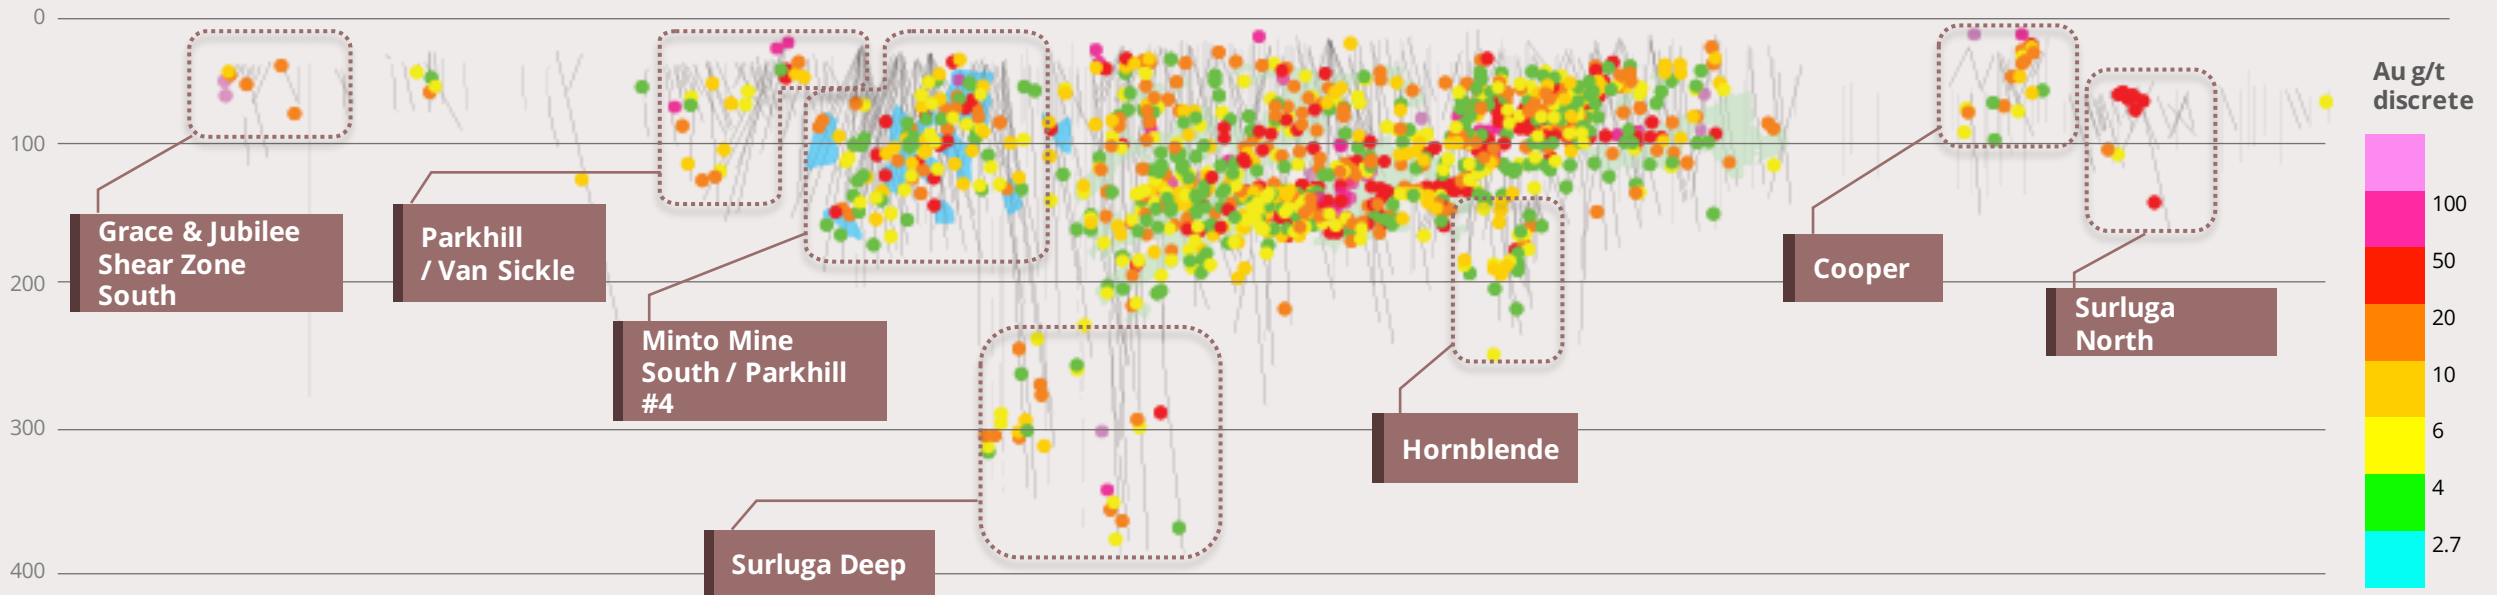 0
100
200
300
400
Grace & Jubilee
Shear Zone
South
Parkhill
/ Van Sickle
Minto Mine
South / Parkhill
#4
Surluga Deep
Hornblende
Cooper
Surluga
North
Au g/t
discrete
100
50
20
10
6
4
2.7